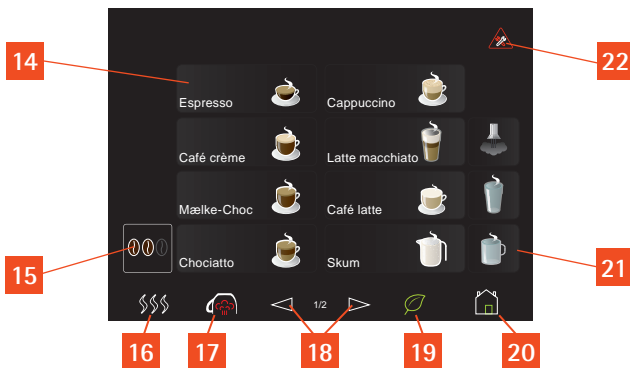 14
22
Espresso
Cappuccino
Café crème
Latte macchiato
Mælke-Choc
Café latte
15
Chociatto
Skum
21
1/2
16
17
18
19
20